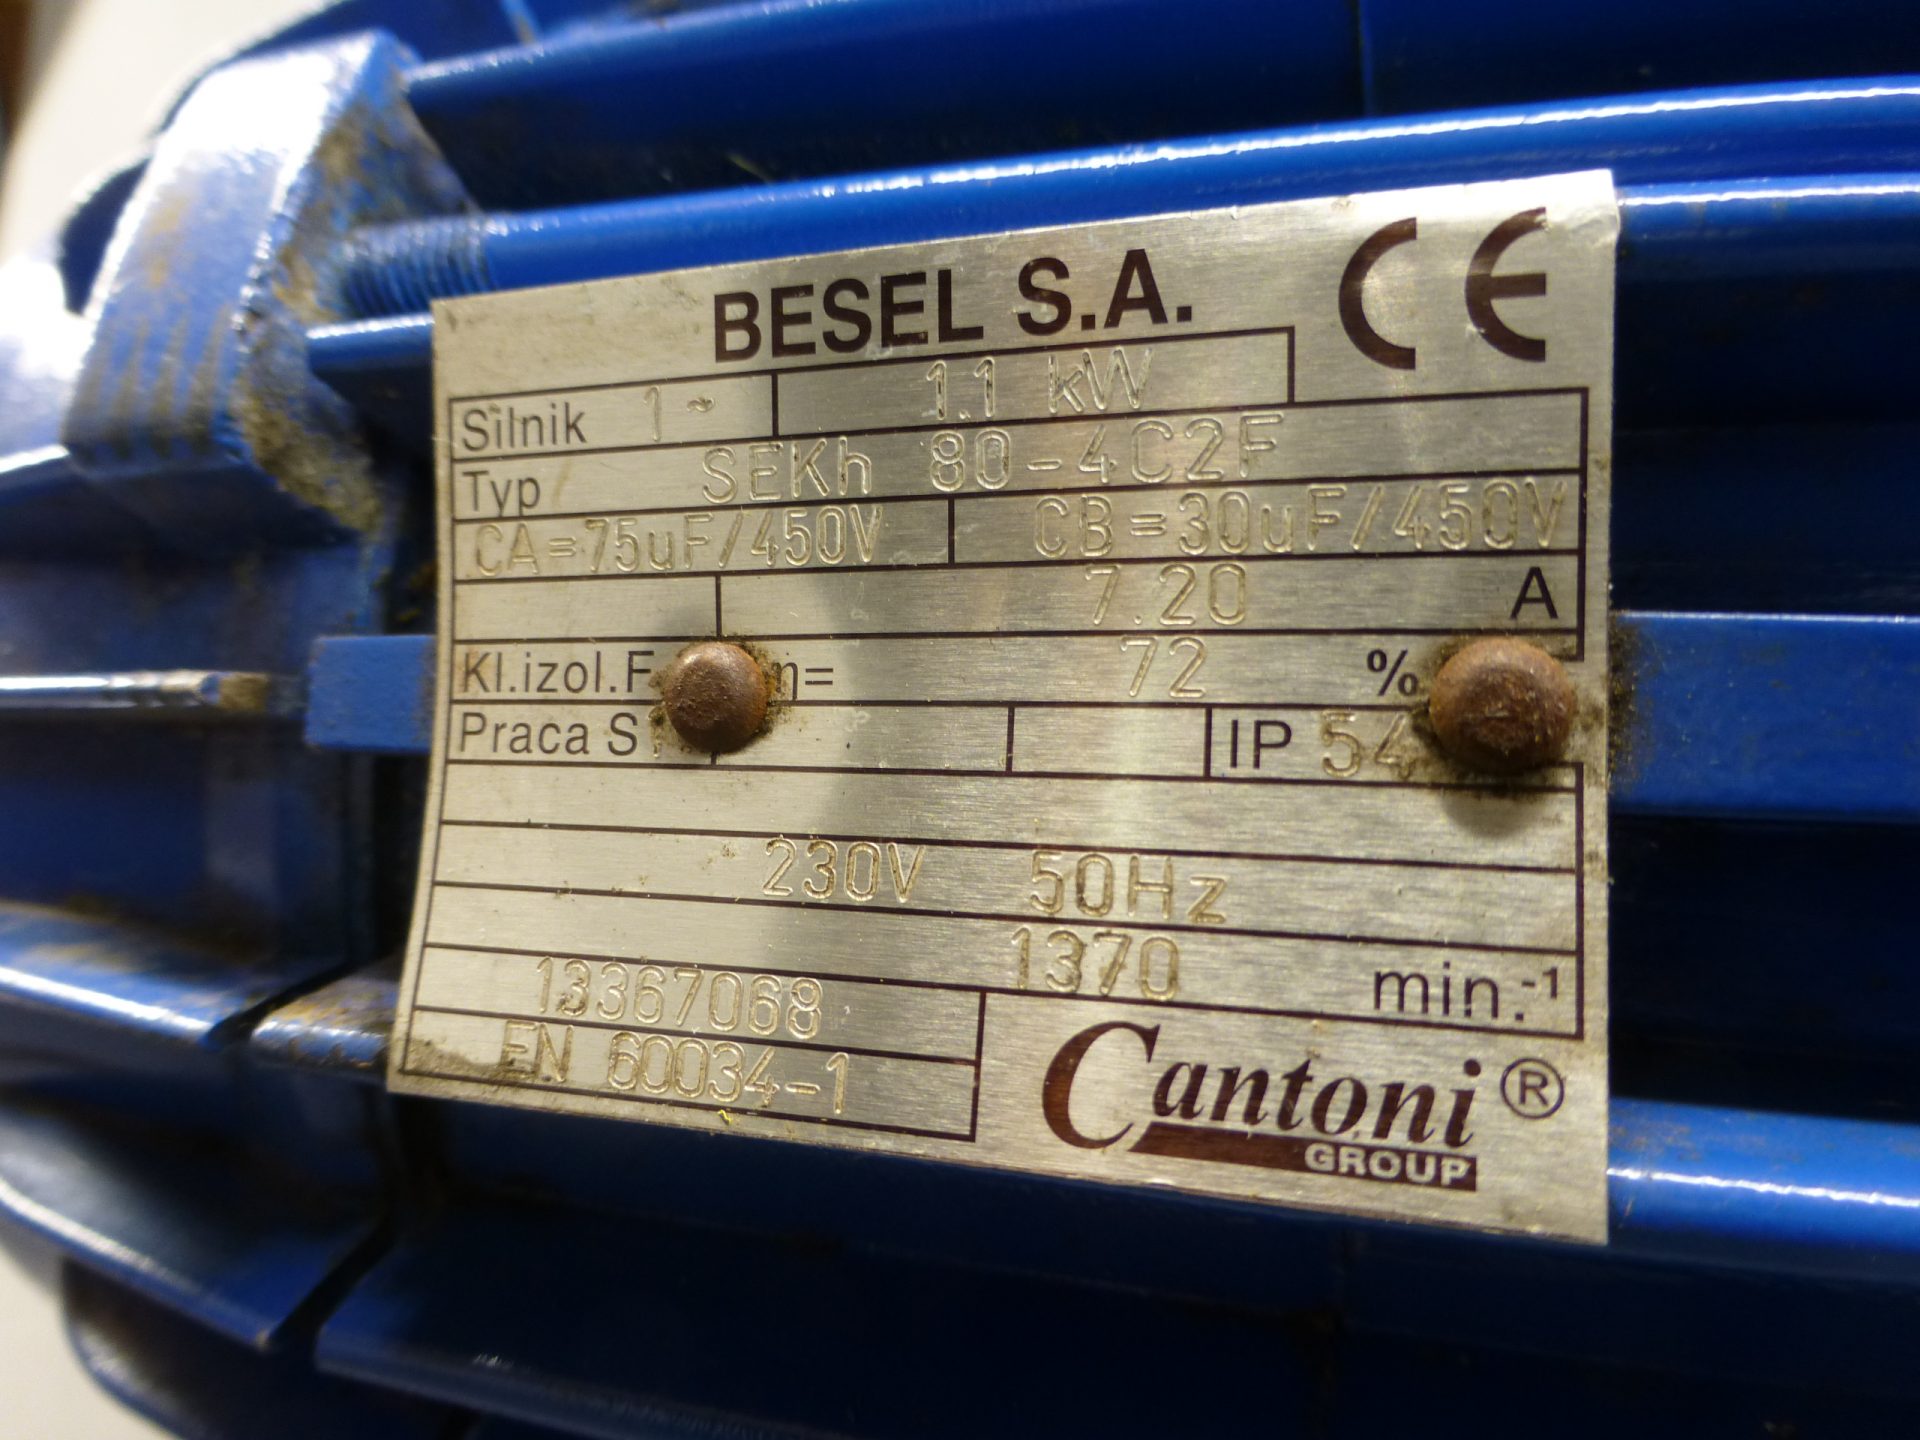 BESEL S.A. CE
Silnik 1~ 1.1 kW
Typ SEKh 80-4C2F
CA=75uF/450V CB=30uF/450V
7.20 A
Kl.izol.F η= 72 %
Praca S1 IP 54
230V 50Hz
1370 min.-1
13367068
EN 60034-1
Cantoni ®
GROUP